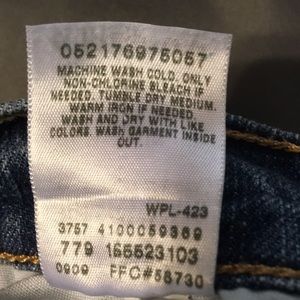 052176975057
MACHINE WASH COLD. ONLY
NON-CHLORINE BLEACH IF
NEEDED. TUMBLE DRY MEDIUM.
WARM IRON IF NEEDED.
WASH AND DRY WITH LIKE
COLORS. WASH GARMENT INSIDE
OUT.
WPL-423
3757 4100059369
779 155523103
0909 FFC#58730